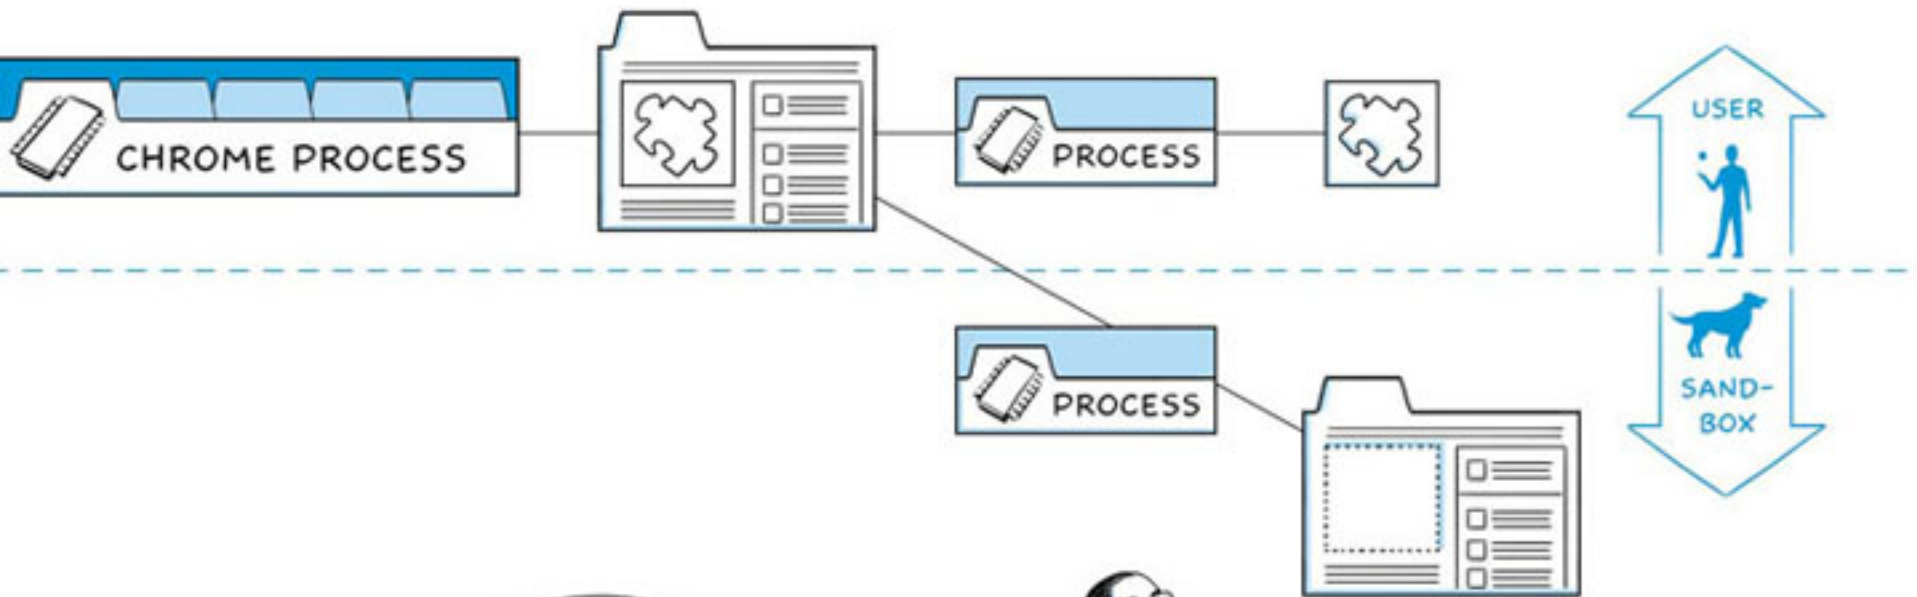 CHROME PROCESS
PROCESS
USER
PROCESS
SAND-
BOX